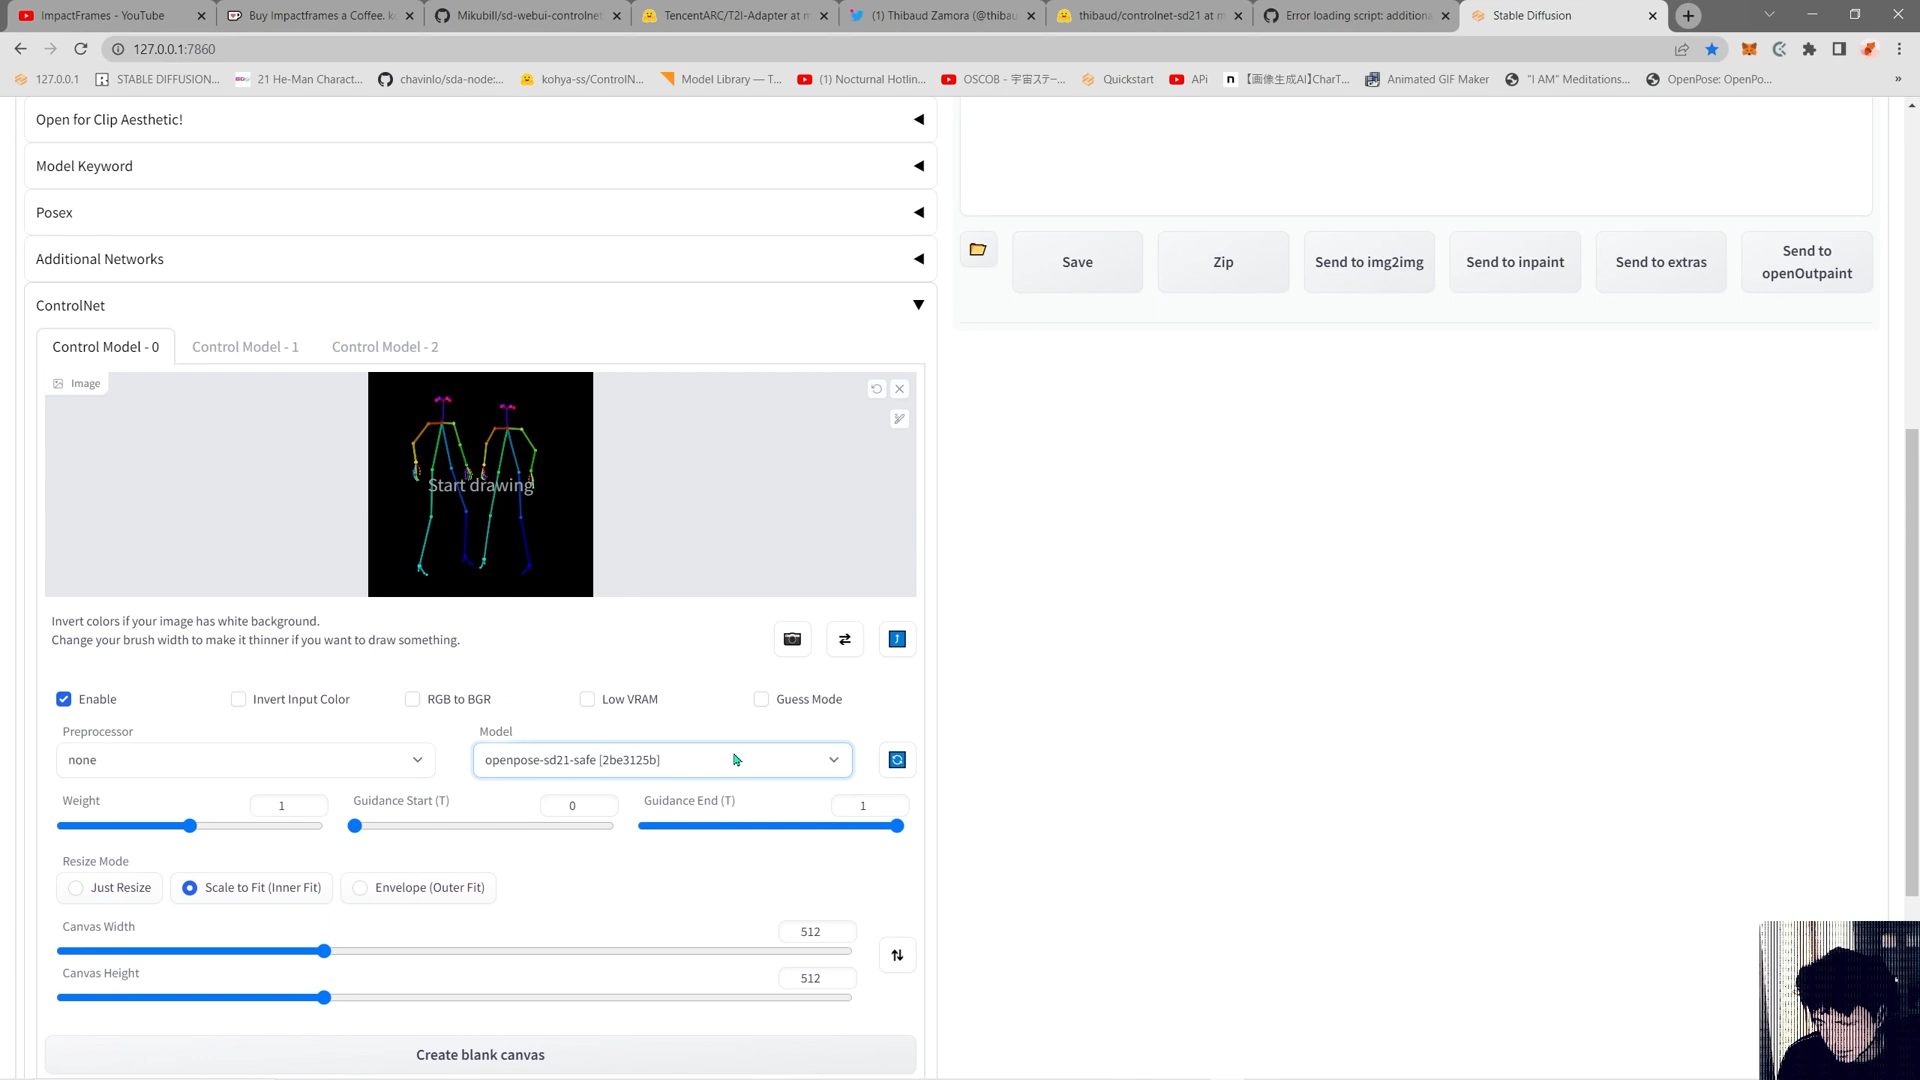 ImpactFrames - YouTube
Buy Impactframes a Coffee. ko
Mikubill/sd-webui-controlnet
TencentARC/T2I-Adapter at m
(1) Thibaud Zamora (@thibau
thibaud/controlnet-sd21 at m
Error loading script: additiona
Stable Diffusion
127.0.0.1:7860
127.0.0.1
STABLE DIFFUSION...
21 He-Man Charact...
chavinlo/sda-node:...
kohya-ss/ControlN...
Model Library — T...
(1) Nocturnal Hotlin...
OSCOB - 宇宙ステー...
Quickstart
APi
【画像生成AI】CharT...
Animated GIF Maker
"I AM" Meditations...
OpenPose: OpenPo...
»
Open for Clip Aesthetic!
Model Keyword
Posex
Additional Networks
ControlNet
Save
Zip
Send to img2img
Send to inpaint
Send to extras
Send to
openOutpaint
Control Model - 0
Control Model - 1
Control Model - 2
Image
Start drawing
Invert colors if your image has white background.
Change your brush width to make it thinner if you want to draw something.
Enable
Invert Input Color
RGB to BGR
Low VRAM
Guess Mode
Preprocessor
none
Model
openpose-sd21-safe [2be3125b]
Weight
1
Guidance Start (T)
0
Guidance End (T)
1
Resize Mode
Just Resize
Scale to Fit (Inner Fit)
Envelope (Outer Fit)
Canvas Width
512
Canvas Height
512
Create blank canvas